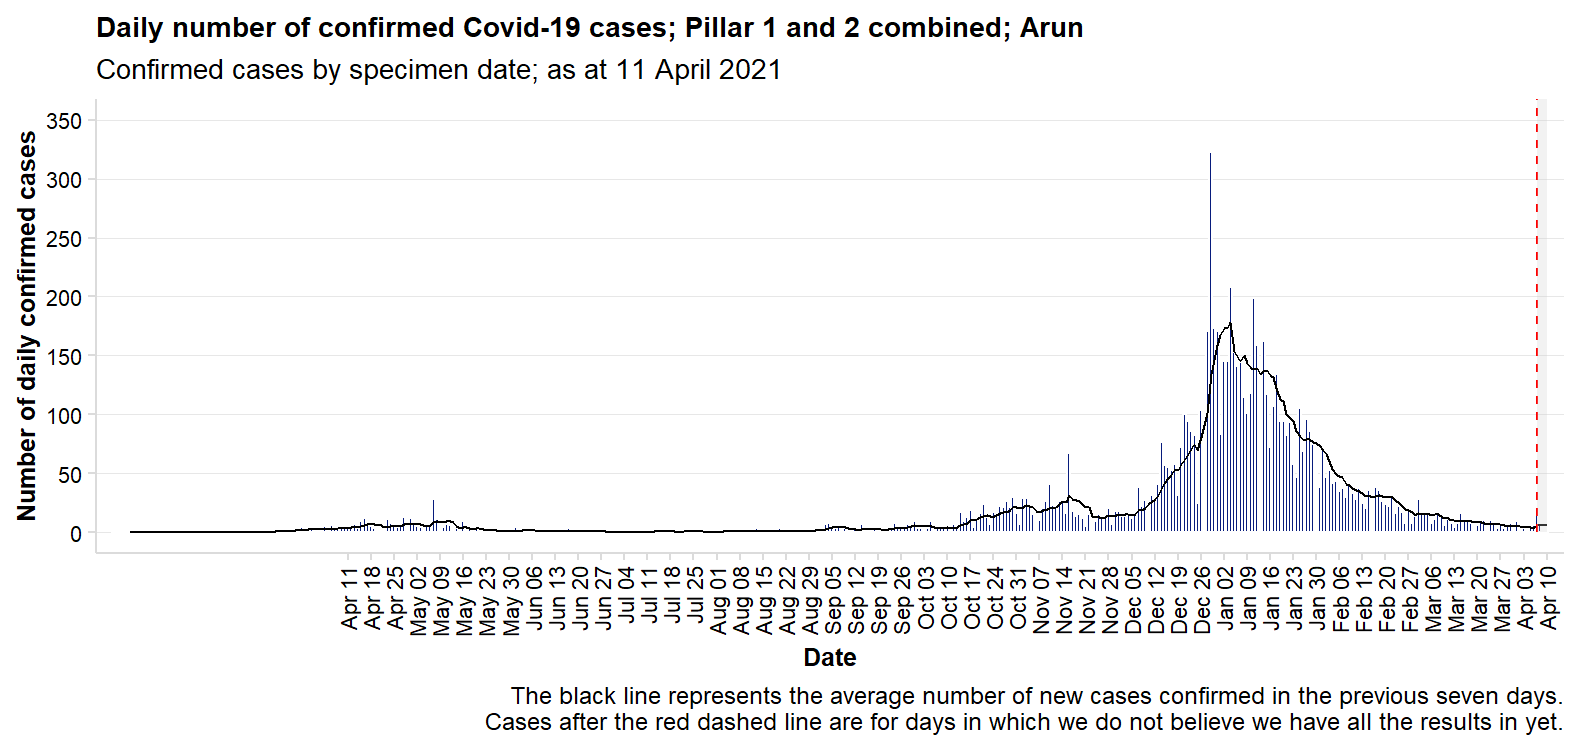 Daily number of confirmed Covid-19 cases; Pillar 1 and 2 combined; Arun
Confirmed cases by specimen date; as at 11 April 2021
Number of daily confirmed cases
350
300
250
200
150
100
50
0
Apr 11
Apr 18
Apr 25
May 02
May 09
May 16
May 23
May 30
Jun 06
Jun 13
Jun 20
Jun 27
Jul 04
Jul 11
Jul 18
Jul 25
Aug 01
Aug 08
Aug 15
Aug 22
Aug 29
Sep 05
Sep 12
Sep 19
Sep 26
Oct 03
Oct 10
Oct 17
Oct 24
Oct 31
Nov 07
Nov 14
Nov 21
Nov 28
Dec 05
Dec 12
Dec 19
Dec 26
Jan 02
Jan 09
Jan 16
Jan 23
Jan 30
Feb 06
Feb 13
Feb 20
Feb 27
Mar 06
Mar 13
Mar 20
Mar 27
Apr 03
Apr 10
Date
The black line represents the average number of new cases confirmed in the previous seven days.
Cases after the red dashed line are for days in which we do not believe we have all the results in yet.